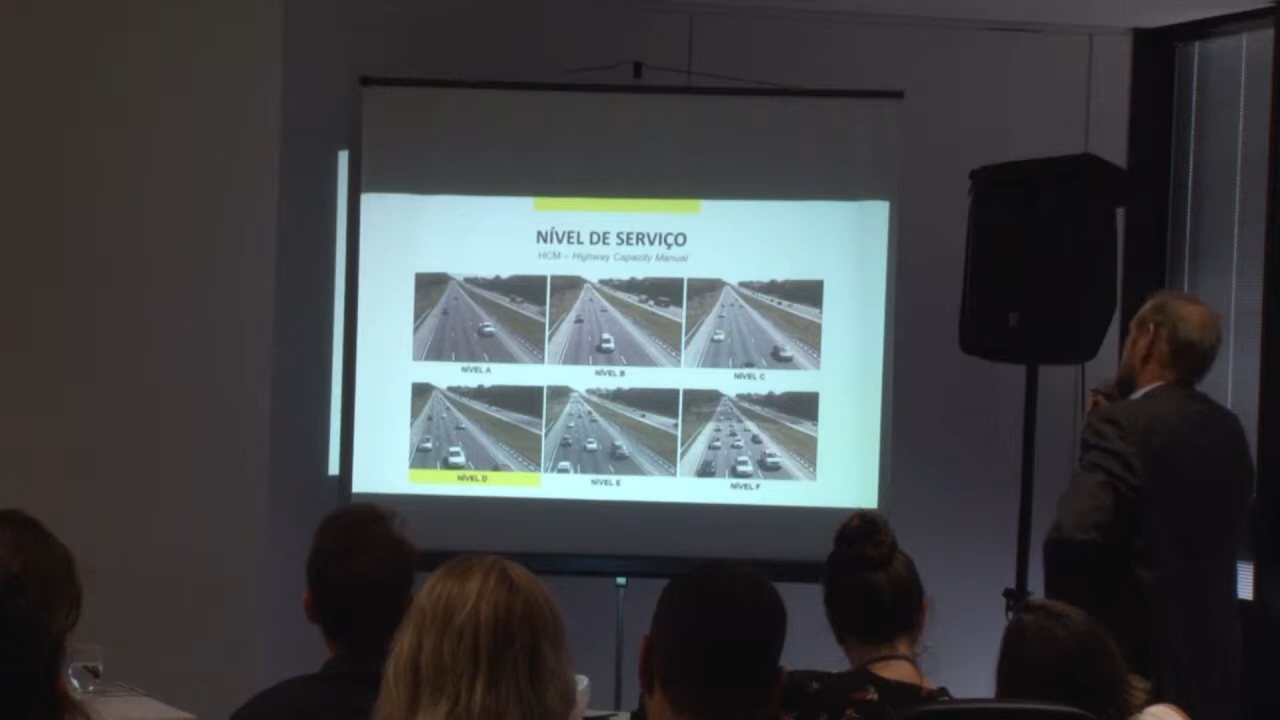 NÍVEL DE SERVIÇO
HCM – Highway Capacity Manual
NÍVEL A
NÍVEL B
NÍVEL C
NÍVEL D
NÍVEL E
NÍVEL F